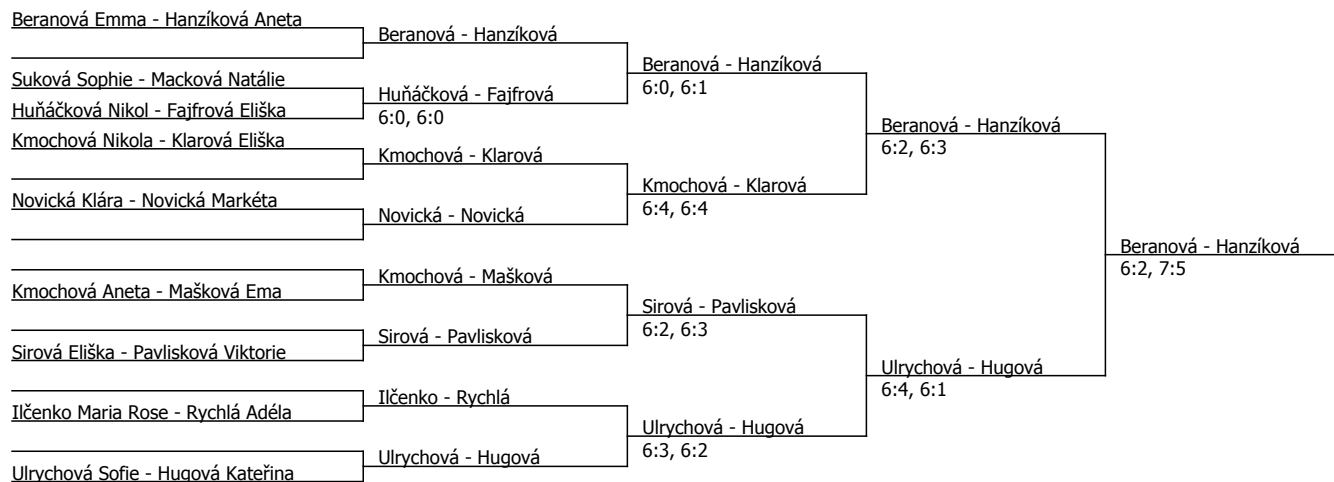 Beranová Emma - Hanzíková Aneta
Suková Sophie - Macková Natálie
Huňáčková Nikol - Fajfrová Eliška
Kmochová Nikola - Klarová Eliška
Novická Klára - Novická Markéta
Kmochová Aneta - Mašková Ema
Sirová Eliška - Pavlisková Viktorie
Ilčenko Maria Rose - Rychlá Adéla
Ulrychová Sofie - Hugová Kateřina
Beranová - Hanzíková
Huňáčková - Fajfrová
6:0, 6:0
Kmochová - Klarová
Novická - Novická
Kmochová - Mašková
Sirová - Pavlisková
Ilčenko - Rychlá
Ulrychová - Hugová
Beranová - Hanzíková
6:0, 6:1
Kmochová - Klarová
6:4, 6:4
Sirová - Pavlisková
6:2, 6:3
Ulrychová - Hugová
6:3, 6:2
Beranová - Hanzíková
6:2, 6:3
Ulrychová - Hugová
6:4, 6:1
Beranová - Hanzíková
6:2, 7:5